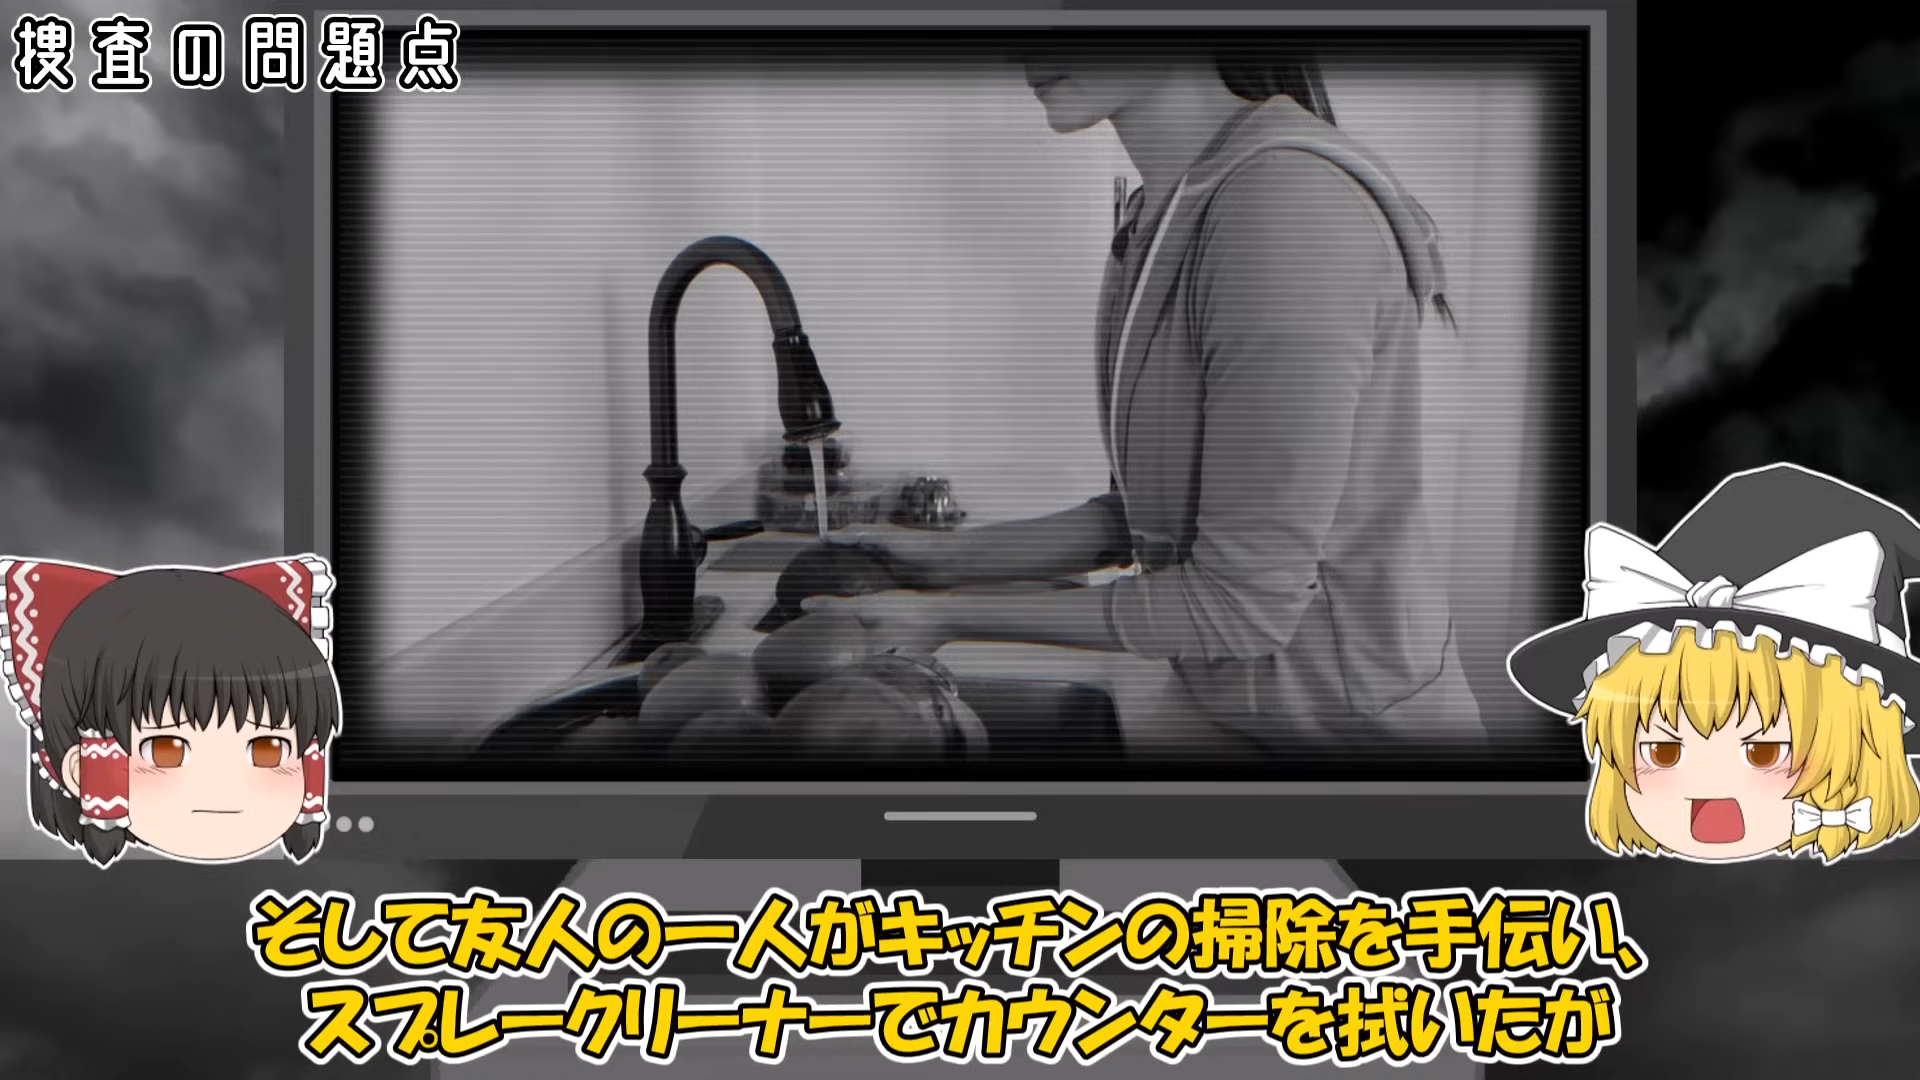 捜査の問題点
そして友人の一人がキッチンの掃除を手伝い、
スプレークリーナーでカウンターを拭いたが